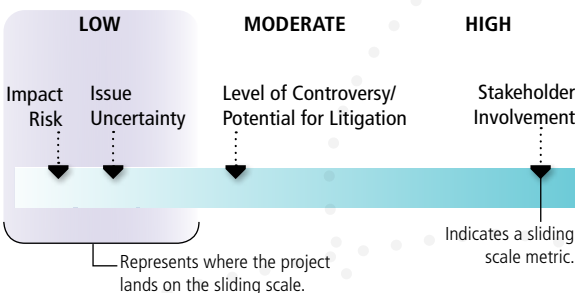 LOW MODERATE HIGH
Impact
Risk
Issue
Uncertainty
Level of Controversy/
Potential for Litigation
Stakeholder
Involvement
Represents where the project
lands on the sliding scale.
Indicates a sliding
scale metric.